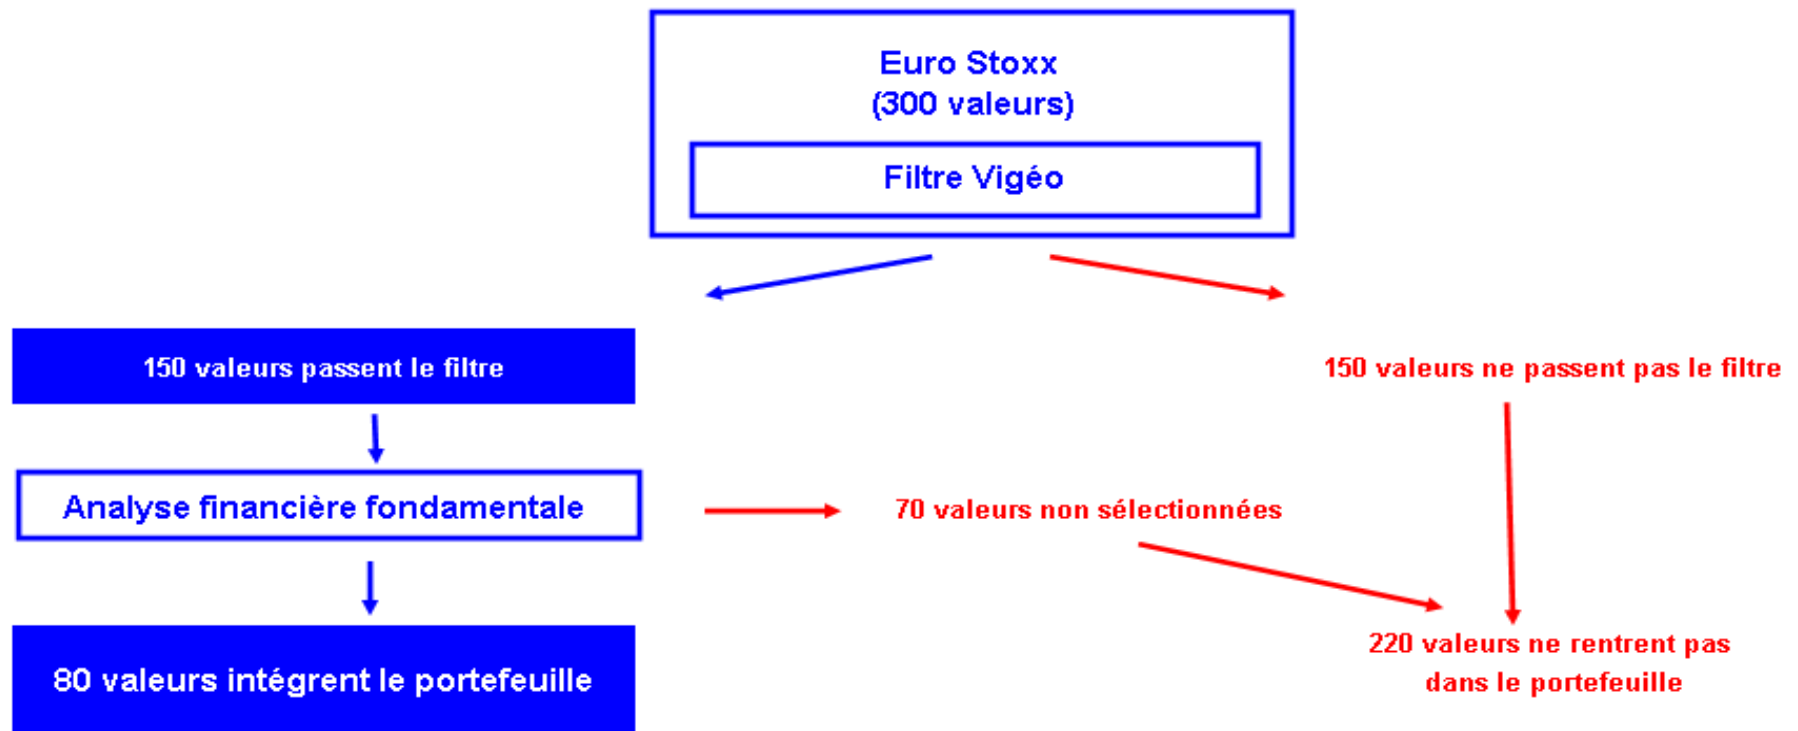 Euro Stoxx
(300 valeurs)
Filtre Vigéo
150 valeurs passent le filtre
150 valeurs ne passent pas le filtre
Analyse financière fondamentale
70 valeurs non sélectionnées
220 valeurs ne rentrent pas
dans le portefeuille
80 valeurs intégrent le portefeuille